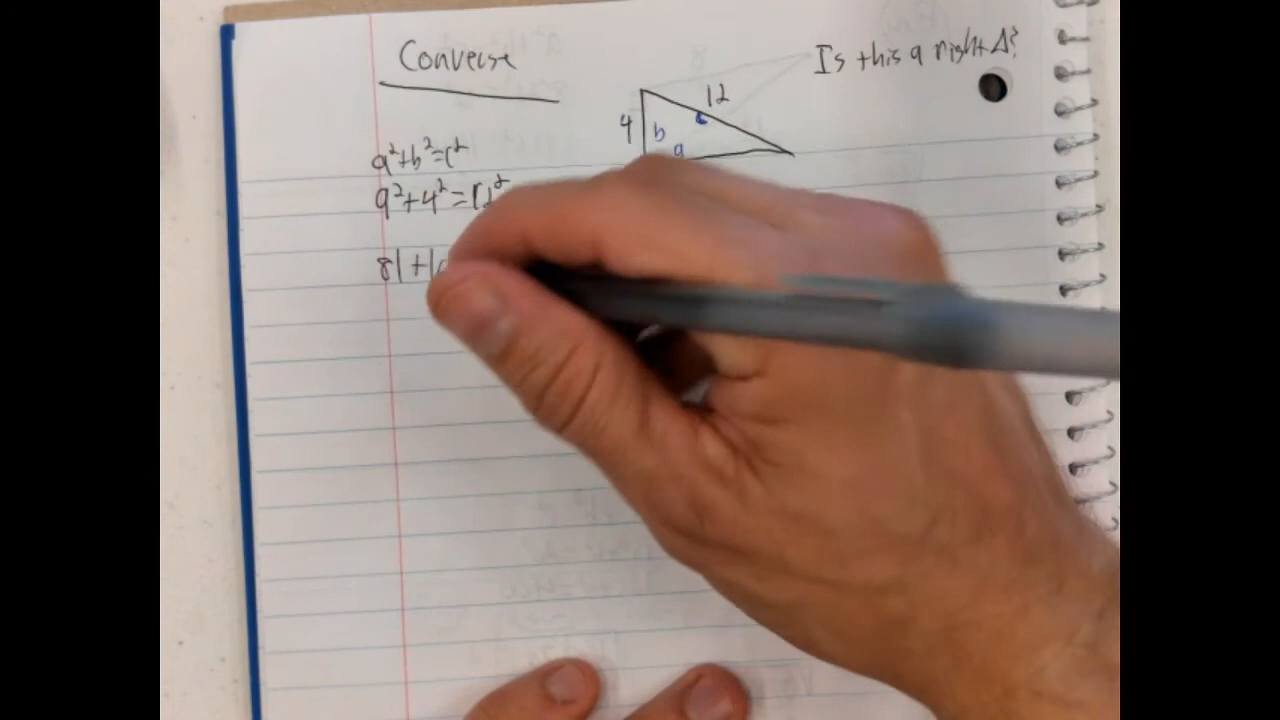 Converse
Is this a right Δ?
12
4
b
c
a
a²+b²=c²
9²+4²=12²
81+1